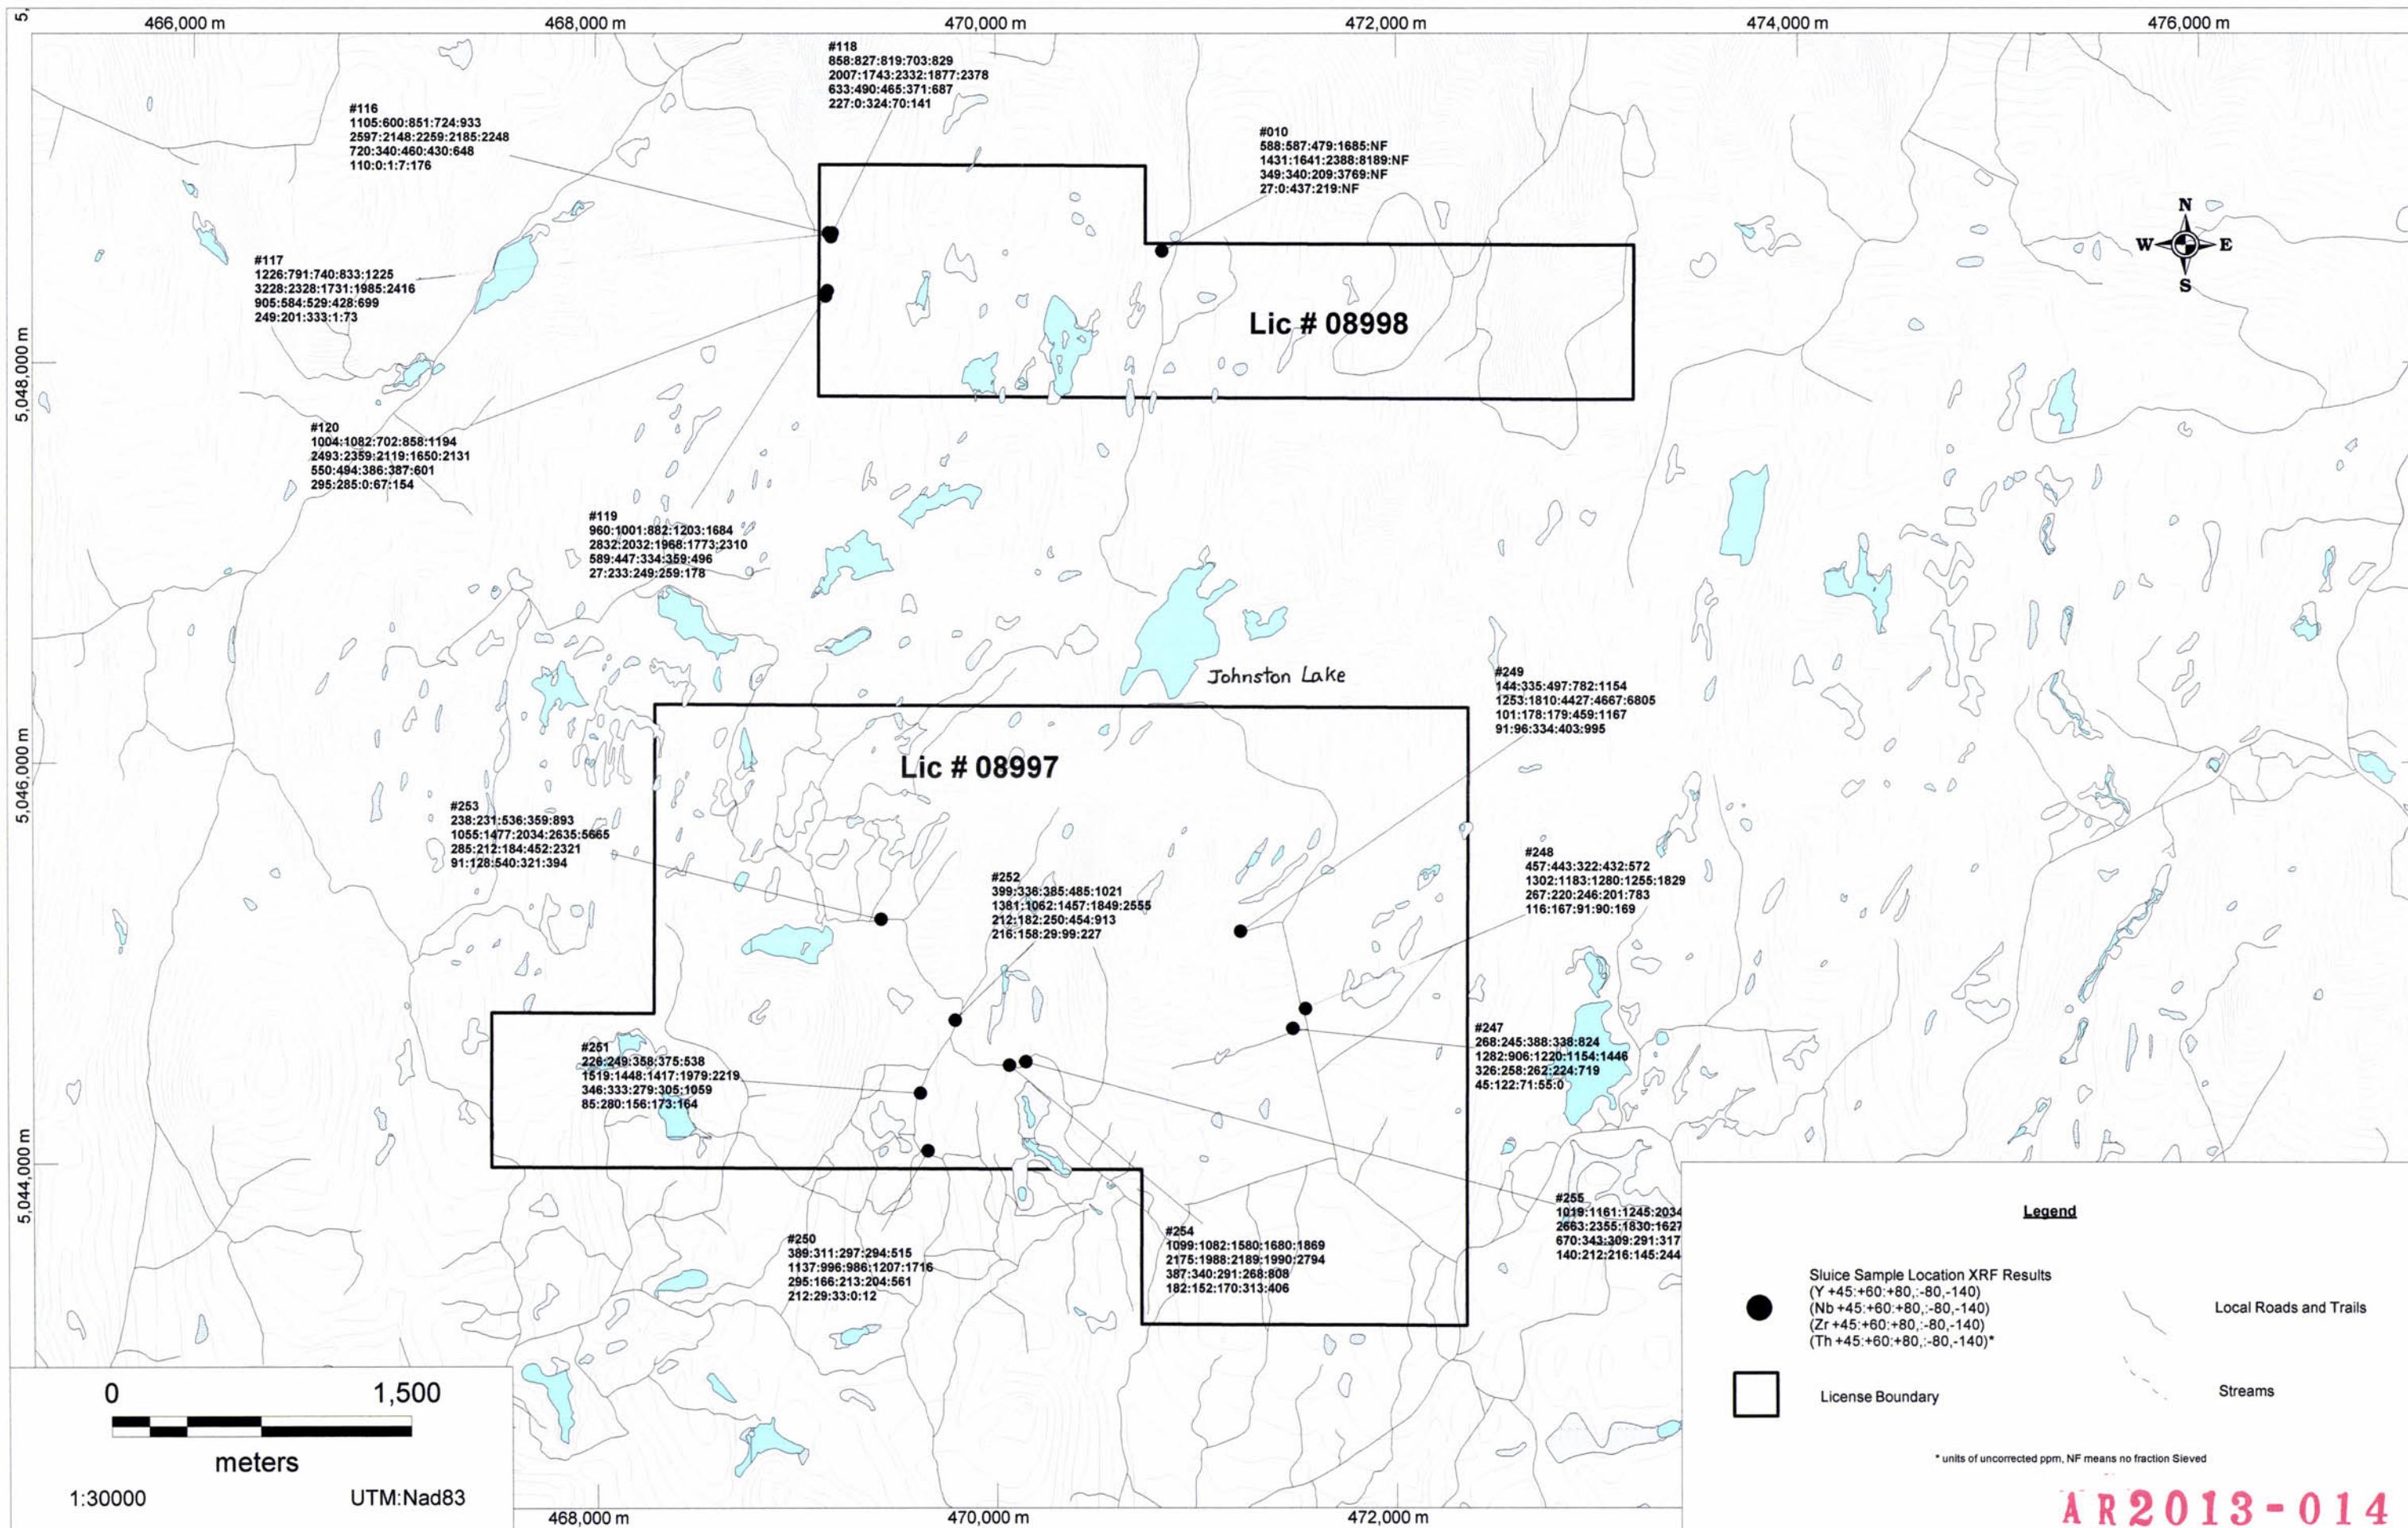 5,
466,000 m
468,000 m
470,000 m
472,000 m
474,000 m
476,000 m
#118
858:827:819:703:829
2007:1743:2332:1877:2378
633:490:465:371:687
227:0:324:70:141
#116
1105:600:851:724:933
2597:2148:2259:2185:2248
720:340:460:430:648
110:0:1:7:176
#010
588:587:479:1685:NF
1431:1641:2388:8189:NF
349:340:209:3769:NF
27:0:437:219:NF
N
W
E
S
#117
1226:791:740:833:1225
3228:2328:1731:1985:2416
905:584:529:428:699
249:201:333:1:73
Lic # 08998
5,048,000 m
#120
1004:1082:702:858:1194
2493:2359:2119:1650:2131
550:494:386:387:601
295:285:0:67:154
#119
960:1001:882:1203:1684
2832:2032:1968:1773:2310
589:447:334:359:496
27:233:249:259:178
Johnston Lake
#249
144:335:497:782:1154
1253:1810:4427:4667:6805
101:178:179:459:1167
91:96:334:403:995
5,046,000 m
Lic # 08997
#253
238:231:536:359:893
1055:1477:2034:2635:5665
285:212:184:452:2321
91:128:540:321:394
#248
457:443:322:432:572
1302:1183:1280:1255:1829
267:220:246:201:783
116:167:91:90:169
#252
399:336:385:485:1021
1381:1062:1457:1849:2555
212:182:250:454:913
216:158:29:99:227
#247
268:245:388:338:824
1282:906:1220:1154:1446
326:258:262:224:719
45:122:71:55:0
#251
226:249:358:375:538
1519:1448:1417:1979:2219
346:333:279:305:1059
85:280:156:173:164
5,044,000 m
#255
1019:1161:1245:2034
2663:2355:1830:1627
670:343:309:291:317
140:212:216:145:244
#250
389:311:297:294:515
1137:996:986:1207:1716
295:166:213:204:561
212:29:33:0:12
#254
1099:1082:1580:1680:1869
2175:1988:2189:1990:2794
387:340:291:268:808
182:152:170:313:406
Legend
Sluice Sample Location XRF Results
(Y +45:+60:+80,:-80,-140)
(Nb +45:+60:+80,:-80,-140)
(Zr +45:+60:+80,:-80,-140)
(Th +45:+60:+80,:-80,-140)*
Local Roads and Trails
License Boundary
Streams
* units of uncorrected ppm, NF means no fraction Sieved
0 1,500
meters
1:30000 UTM:Nad83
468,000 m
470,000 m
472,000 m
AR2013-014